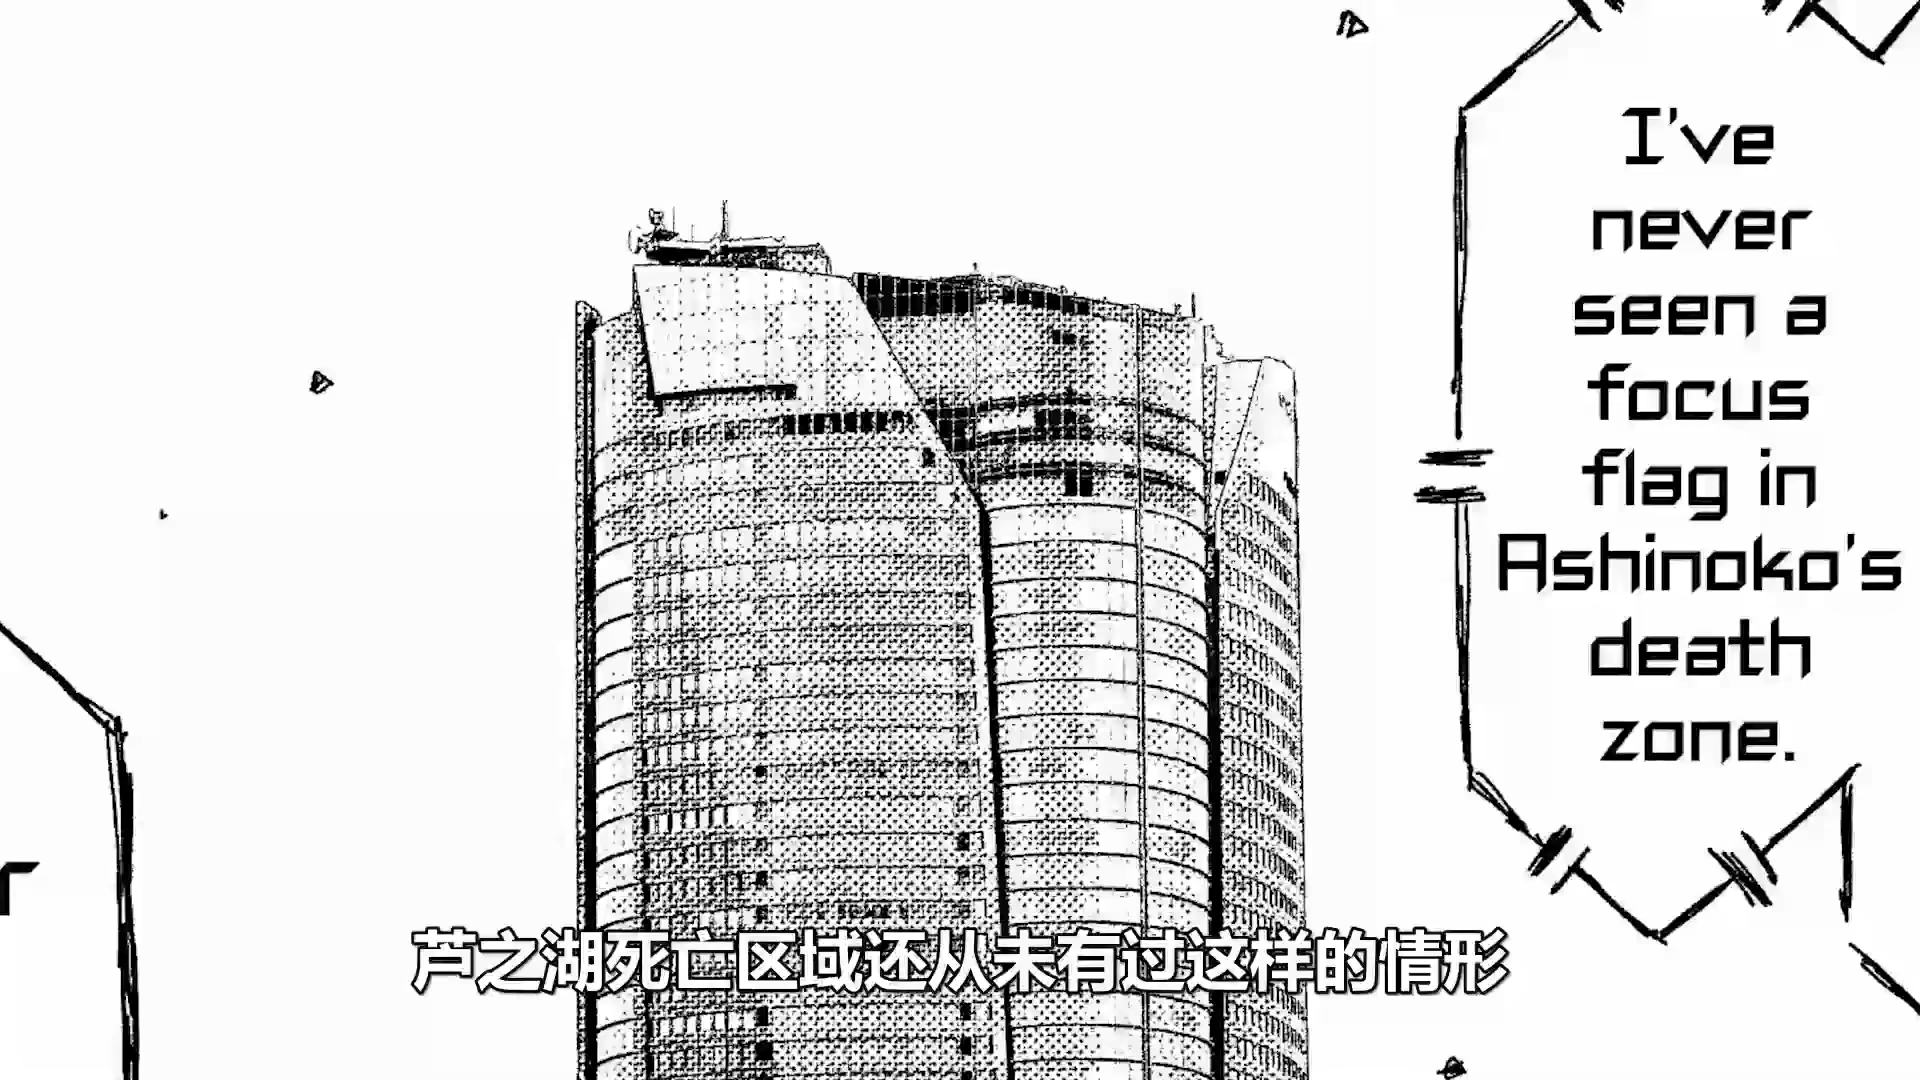 I've
never
seen a
focus
flag in
Ashinoko's
death
zone.
r
芦之湖死亡区域还从未有过这样的情形